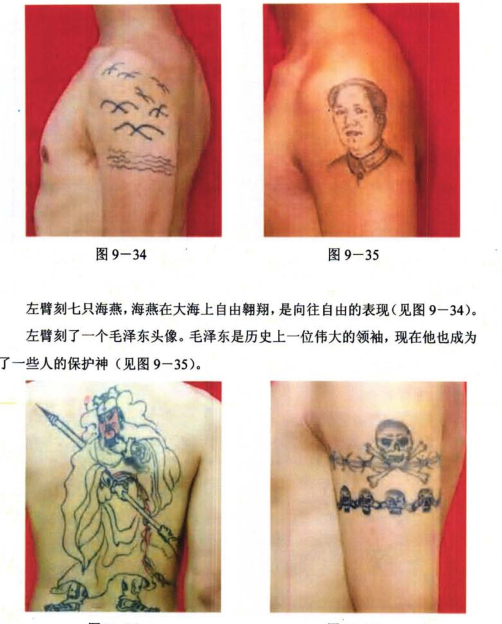 图9-34
图9-35
左臂刻七只海燕,海燕在大海上自由翱翔,是向往自由的表现(见图9-34)。
左臂刻了一个毛泽东头像。毛泽东是历史上一位伟大的领袖,现在他也成为
了一些人的保护神(见图9-35)。